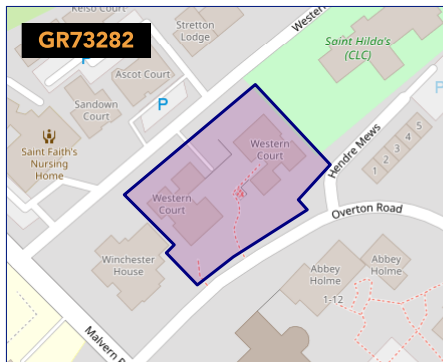 Kelso Court
Stretton
Lodge
Western
GR73282
P
Ascot Court
Saint Hilda's
(CLC)
P
Sandown
Court
P
Saint Faith's
Nursing
Home
Western
Court
Hendre Mews
1
2
3
4
5
Western
Court
Overton Road
Winchester
House
Abbey
Holme
Abbey
Holme
1-12
Malvern R